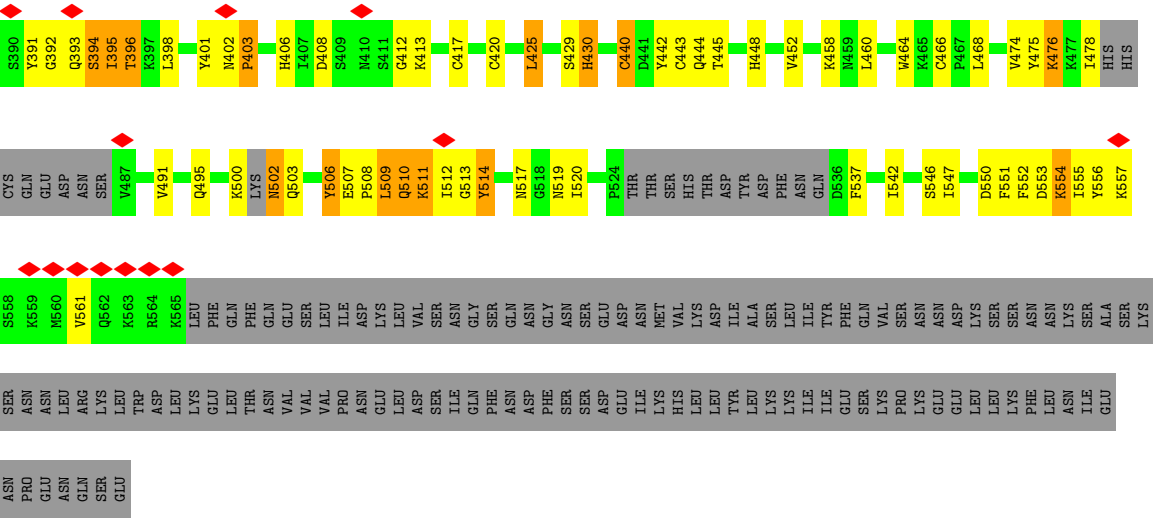 S390 Y391 G392 Q393 S394 I395 T396 K397 L398 Y401 N402 P403 H406 I407 D408 S409 N410 S411 G412 K413 C417 C420 L425 S429 H430 C440 D441 Y442 C443 Q444 T445 H448 V452 K458 N459 L460 W464 K465 C466 P467 L468 V474 Y475 K476 K477 I478 HIS HIS
CYS GLN GLU ASP ASN SER V487 V491 Q495 K500 LYS N502 Q503 Y506 E507 P508 L509 Q510 K511 I512 G513 Y514 N517 G518 N519 I520 P524 THR THR SER HIS THR ASP TYR ASP PHE ASN GLN D536 F537 I542 S546 I547 D550 F551 F552 D553 K554 I555 Y556 K557
S558 K559 M560 V561 Q562 K563 R564 K565 LEU PHE GLN PHE ASN GLN GLU SER LEU ILE ASP LYS LEU VAL SER ASN GLY SER GLN ASN GLY ASN SER GLU ASP ASN MET VAL LYS ASP ILE ALA SER LEU ILE TYR PHE GLN VAL SER ASN ASN ASP LYS SER SER ASN ASN LYS SER ALA SER LYS
SER ASN ASN LEU ARG LYS LEU TRP ASP LEU LYS GLU LEU THR ASN VAL VAL VAL PRO ASN GLU LEU ASP SER ILE GLN PHE ASN ASP PHE SER SER ASP GLU ILE LYS HIS LEU LEU TYR LEU LYS LYS ILE ILE GLU SER LYS PRO LYS GLU GLU LEU LEU LYS PHE LEU ASN ILE GLU
ASN PRO GLU ASN GLN SER GLU